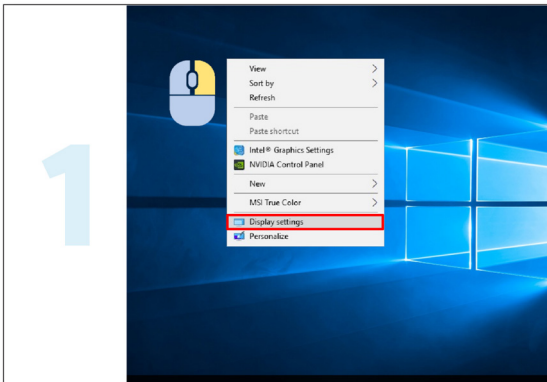 1
View
Sort by
Refresh
Paste
Paste shortcut
Intel® Graphics Settings
NVIDIA Control Panel
New
MSI True Color
Display settings
Personalize